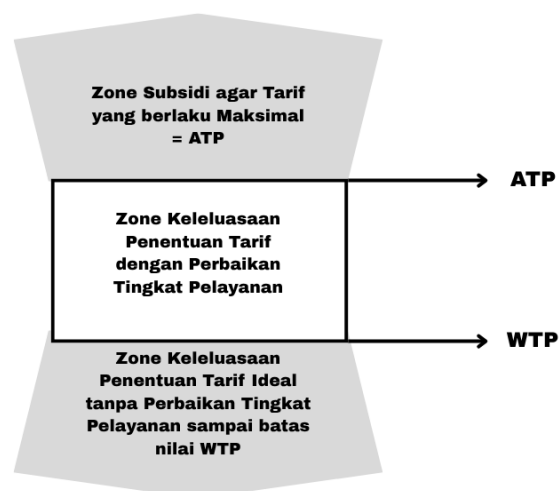 Zone Subsidi agar Tarif
yang berlaku Maksimal
= ATP
ATP
Zone Keleluasaan
Penentuan Tarif
dengan Perbaikan
Tingkat Pelayanan
WTP
Zone Keleluasaan
Penentuan Tarif Ideal
tanpa Perbaikan Tingkat
Pelayanan sampai batas
nilai WTP